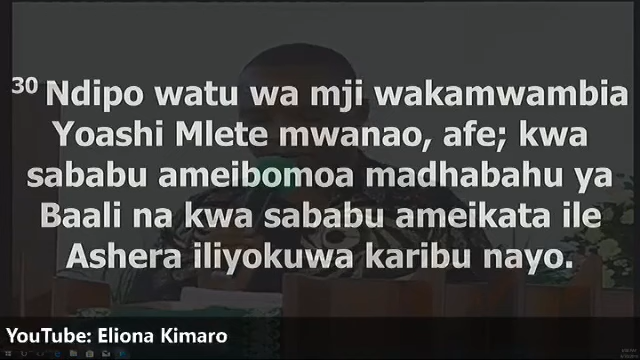 30 Ndipo watu wa mji wakamwambia
Yoashi Mlete mwanao, afe; kwa
sababu ameibomoa madhabahu ya
Baali na kwa sababu ameikata ile
Ashera iliyokuwa karibu nayo.
YouTube: Eliona Kimaro